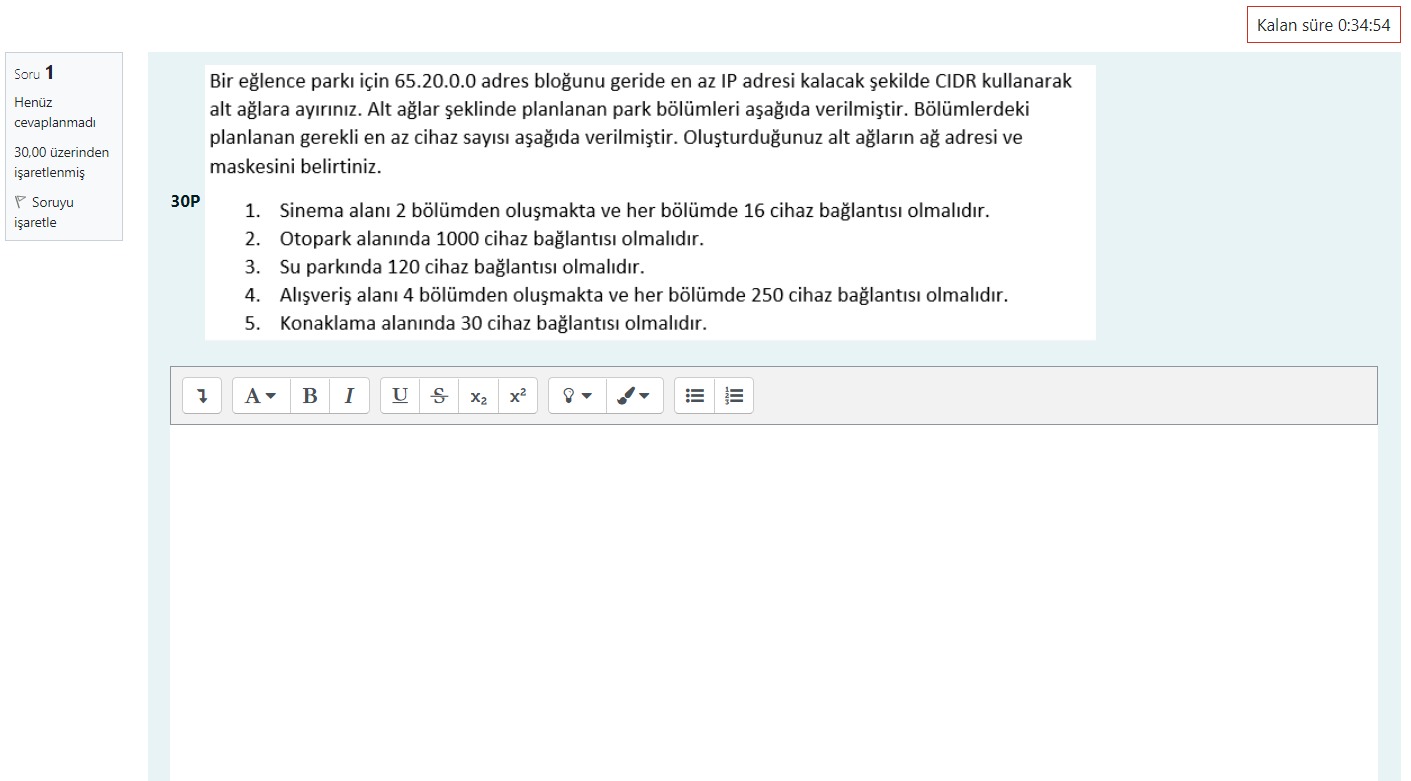 Kalan süre 0:34:54
Soru 1
Henüz
cevaplanmadı
30,00 üzerinden
işaretlenmiş
Soruyu
işaretle
30P
Bir eğlence parkı için 65.20.0.0 adres bloğunu geride en az IP adresi kalacak şekilde CIDR kullanarak
alt ağlara ayırınız. Alt ağlar şeklinde planlanan park bölümleri aşağıda verilmiştir. Bölümlerdeki
planlanan gerekli en az cihaz sayısı aşağıda verilmiştir. Oluşturduğunuz alt ağların ağ adresi ve
maskesini belirtiniz.
1. Sinema alanı 2 bölümden oluşmakta ve her bölümde 16 cihaz bağlantısı olmalıdır.
2. Otopark alanında 1000 cihaz bağlantısı olmalıdır.
3. Su parkında 120 cihaz bağlantısı olmalıdır.
4. Alışveriş alanı 4 bölümden oluşmakta ve her bölümde 250 cihaz bağlantısı olmalıdır.
5. Konaklama alanında 30 cihaz bağlantısı olmalıdır.
A B I U S x₂ x²